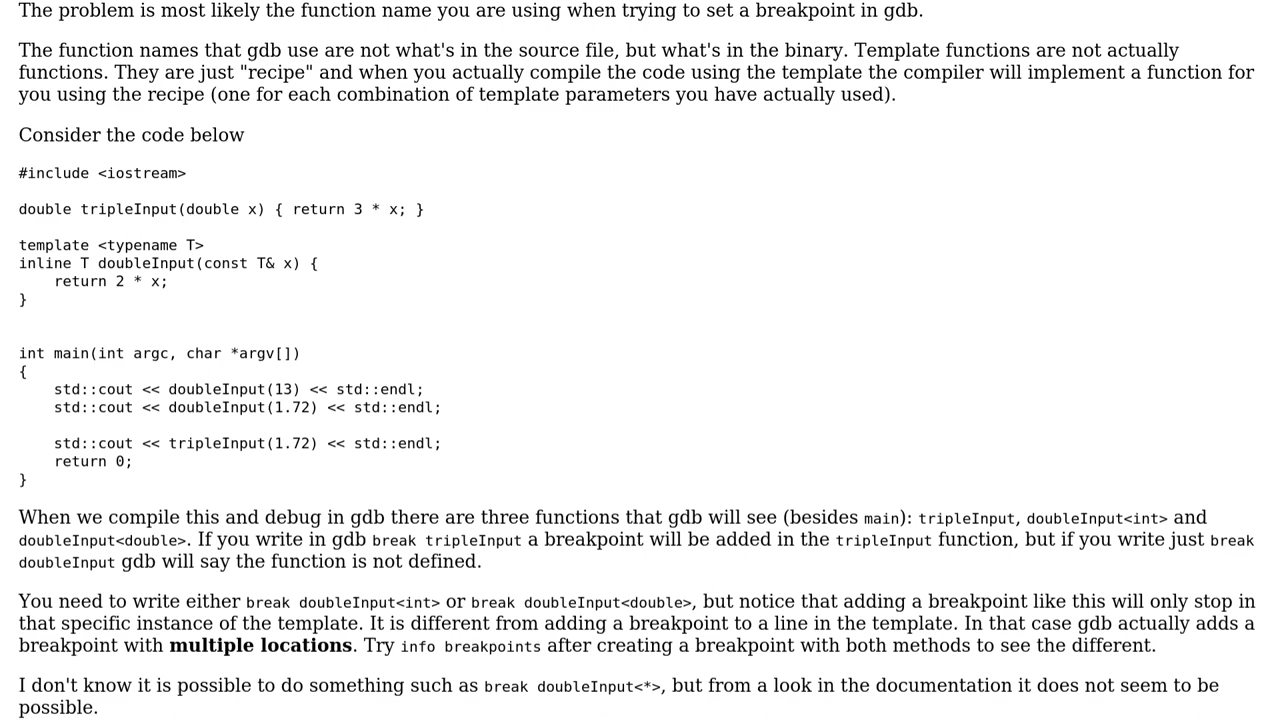 The problem is most likely the function name you are using when trying to set a breakpoint in gdb.
The function names that gdb use are not what's in the source file, but what's in the binary. Template functions are not actually
functions. They are just "recipe" and when you actually compile the code using the template the compiler will implement a function for
you using the recipe (one for each combination of template parameters you have actually used).
Consider the code below
#include <iostream>
double tripleInput(double x) { return 3 * x; }
template <typename T>
inline T doubleInput(const T& x) {
    return 2 * x;
}
int main(int argc, char *argv[])
{
    std::cout << doubleInput(13) << std::endl;
    std::cout << doubleInput(1.72) << std::endl;
    std::cout << tripleInput(1.72) << std::endl;
    return 0;
}
When we compile this and debug in gdb there are three functions that gdb will see (besides main): tripleInput, doubleInput<int> and
doubleInput<double>. If you write in gdb break tripleInput a breakpoint will be added in the tripleInput function, but if you write just break
doubleInput gdb will say the function is not defined.
You need to write either break doubleInput<int> or break doubleInput<double>, but notice that adding a breakpoint like this will only stop in
that specific instance of the template. It is different from adding a breakpoint to a line in the template. In that case gdb actually adds a
breakpoint with multiple locations. Try info breakpoints after creating a breakpoint with both methods to see the different.
I don't know it is possible to do something such as break doubleInput<*>, but from a look in the documentation it does not seem to be
possible.